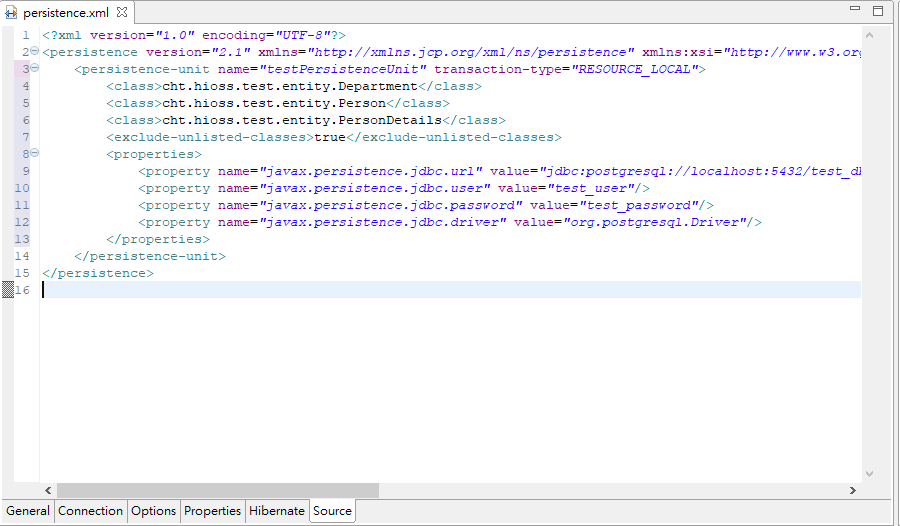 persistence.xml
1 <?xml version="1.0" encoding="UTF-8"?>
2 <persistence version="2.1" xmlns="http://xmlns.jcp.org/xml/ns/persistence" xmlns:xsi="http://www.w3.org
3 <persistence-unit name="testPersistenceUnit" transaction-type="RESOURCE_LOCAL">
4 <class>cht.hioss.test.entity.Department</class>
5 <class>cht.hioss.test.entity.Person</class>
6 <class>cht.hioss.test.entity.PersonDetails</class>
7 <exclude-unlisted-classes>true</exclude-unlisted-classes>
8 <properties>
9 <property name="javax.persistence.jdbc.url" value="jdbc:postgresql://localhost:5432/test_db
10 <property name="javax.persistence.jdbc.user" value="test_user"/>
11 <property name="javax.persistence.jdbc.password" value="test_password"/>
12 <property name="javax.persistence.jdbc.driver" value="org.postgresql.Driver"/>
13 </properties>
14 </persistence-unit>
15 </persistence>
16
General Connection Options Properties Hibernate Source